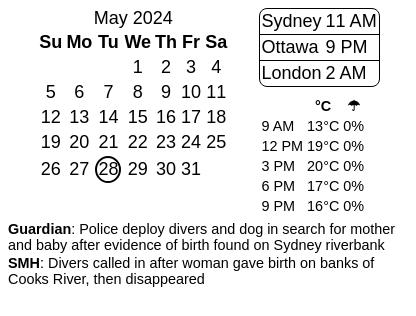 May 2024
Su Mo Tu We Th Fr Sa
1 2 3 4
5 6 7 8 9 10 11
12 13 14 15 16 17 18
19 20 21 22 23 24 25
26 27 28 29 30 31
Sydney 11 AM
Ottawa 9 PM
London 2 AM
°C ☂
9 AM 13°C 0%
12 PM 19°C 0%
3 PM 20°C 0%
6 PM 17°C 0%
9 PM 16°C 0%
Guardian: Police deploy divers and dog in search for mother
and baby after evidence of birth found on Sydney riverbank
SMH: Divers called in after woman gave birth on banks of
Cooks River, then disappeared